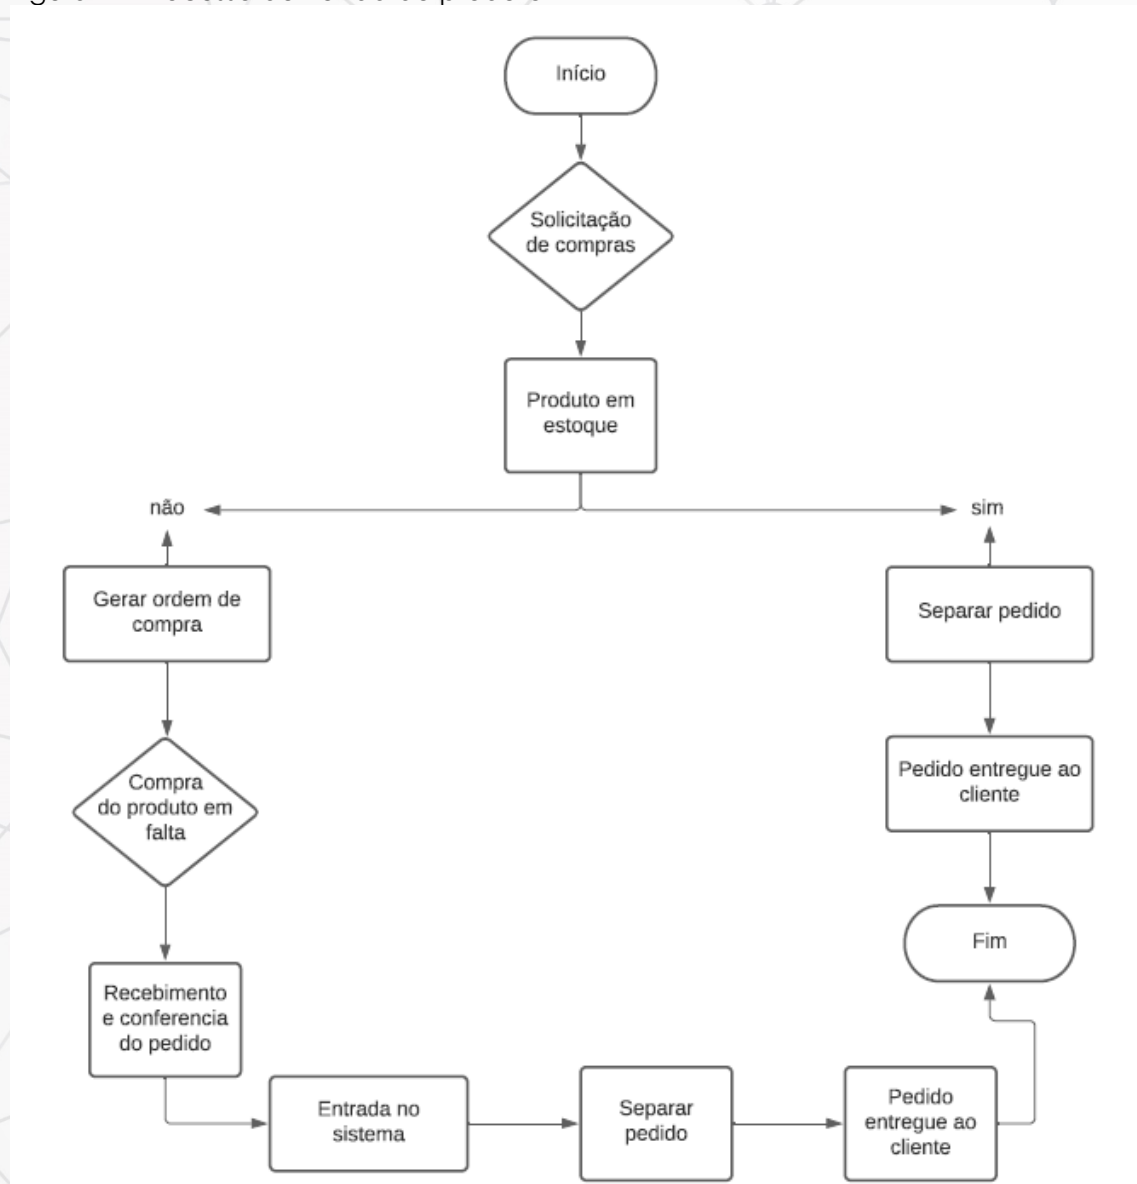 Início
Solicitação
de compras
Produto em
estoque
não
sim
Gerar ordem de
compra
Separar pedido
Compra
do produto em
falta
Pedido entregue ao
cliente
Fim
Recebimento
e conferencia
do pedido
Entrada no
sistema
Separar
pedido
Pedido
entregue ao
cliente